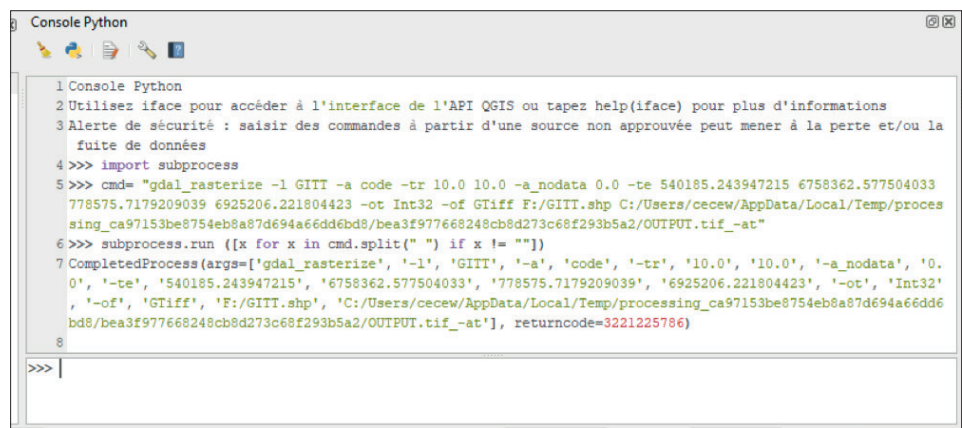 Console Python
1 Console Python
2 Utilisez iface pour accéder à l'interface de l'API QGIS ou tapez help(iface) pour plus d'informations
3 Alerte de sécurité : saisir des commandes à partir d'une source non approuvée peut mener à la perte et/ou la
fuite de données
4 >>> import subprocess
5 >>> cmd= "gdal_rasterize -l GITT -a code -tr 10.0 10.0 -a_nodata 0.0 -te 540185.243947215 6758362.577504033
778575.7179209039 6925206.221804423 -ot Int32 -of GTiff F:/GITT.shp C:/Users/cecew/AppData/Local/Temp/proces
sing_ca97153be8754eb8a87d694a66dd6bd8/bea3f977668248cb8d273c68f293b5a2/OUTPUT.tif_-at"
6 >>> subprocess.run ([x for x in cmd.split(" ") if x != ""])
7 CompletedProcess(args=['gdal_rasterize', '-l', 'GITT', '-a', 'code', '-tr', '10.0', '10.0', '-a_nodata', '0.
0', '-te', '540185.243947215', '6758362.577504033', '778575.7179209039', '6925206.221804423', '-ot', 'Int32'
, '-of', 'GTiff', 'F:/GITT.shp', 'C:/Users/cecew/AppData/Local/Temp/processing_ca97153be8754eb8a87d694a66dd6
bd8/bea3f977668248cb8d273c68f293b5a2/OUTPUT.tif_-at'], returncode=3221225786)
8
>>>